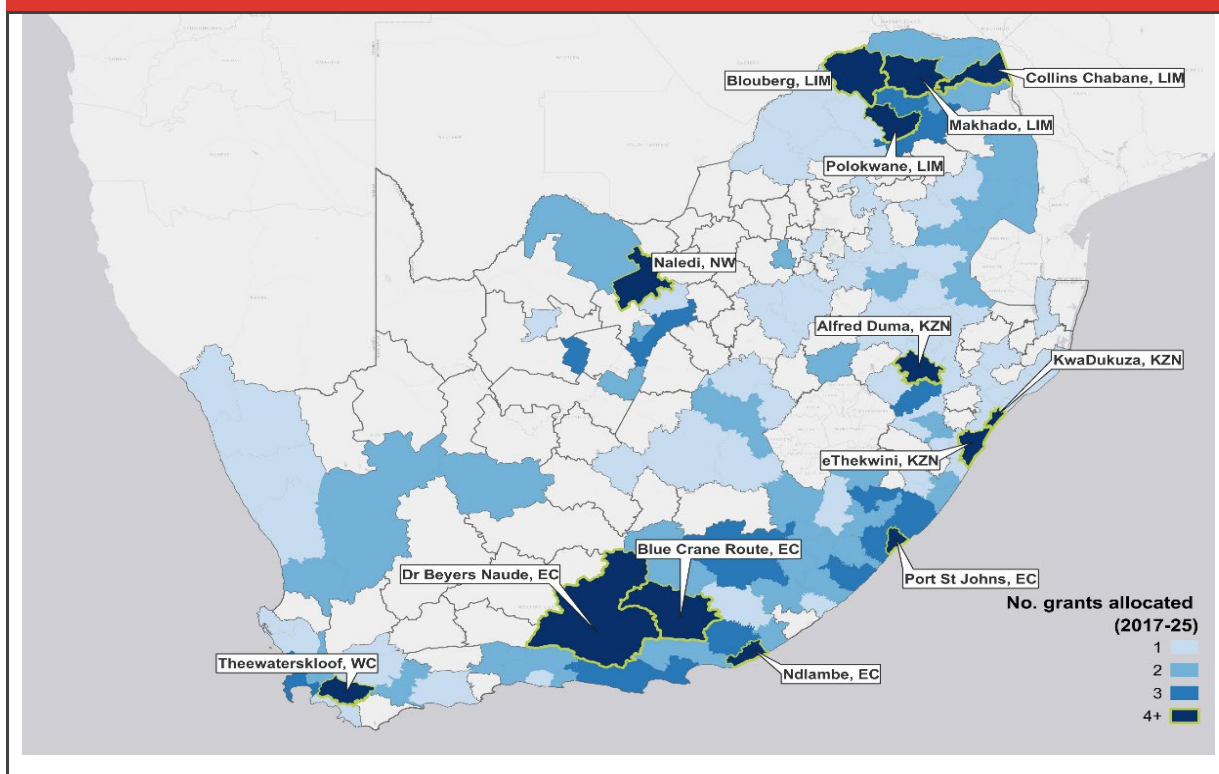 Blouberg, LIM
Collins Chabane, LIM
Makhado, LIM
Polokwane, LIM
Naledi, NW
Alfred Duma, KZN
KwaDukuza, KZN
eThekwini, KZN
Blue Crane Route, EC
Dr Beyers Naude, EC
Port St Johns, EC
Theewaterskloof, WC
Ndlambe, EC
No. grants allocated
(2017-25)
1
2
3
4+